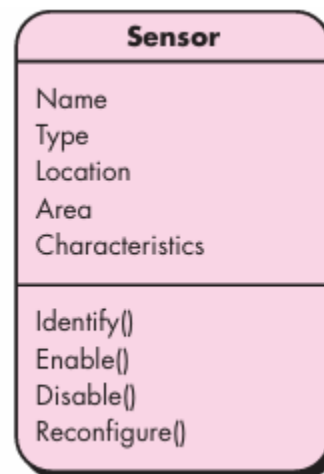 Sensor
Name
Type
Location
Area
Characteristics
Identify()
Enable()
Disable()
Reconfigure()